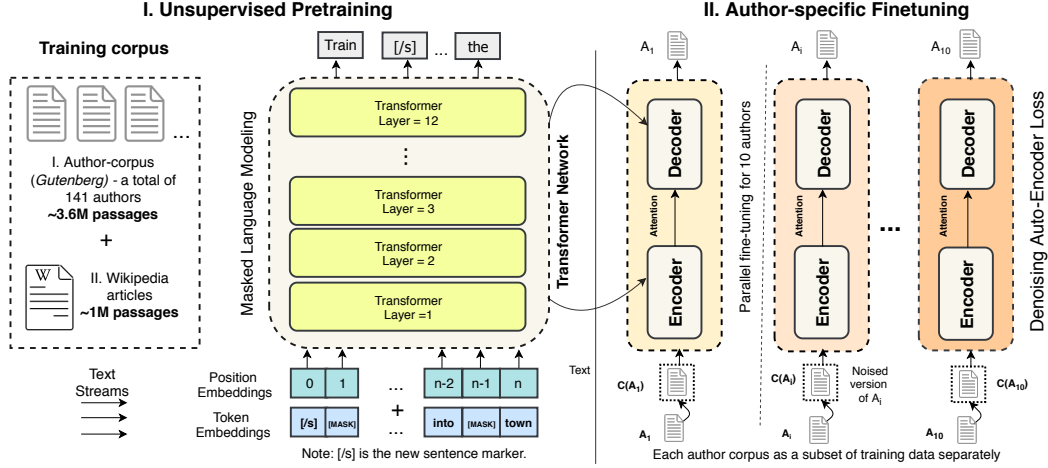 I. Unsupervised Pretraining
Training corpus
...
I. Author-corpus
(Gutenberg) - a total of
141 authors
~3.6M passages
+
W
II. Wikipedia
articles
~1M passages
Text
Streams
Train
[/s]
...
the
Masked Language Modeling
Transformer
Layer = 12
⋮
Transformer
Layer = 3
Transformer
Layer = 2
Transformer
Layer =1
Transformer Network
Position
Embeddings
0
1
...
n-2
n-1
n
+
Token
Embeddings
[/s]
[MASK]
...
into
[MASK]
town
Note: [/s] is the new sentence marker.
Text
II. Author-specific Finetuning
A1
Decoder
Attention
Encoder
C(A1)
A1
Parallel fine-tuning for 10 authors
Ai
Decoder
Attention
Encoder
C(Ai)
Noised
version
of Ai
Ai
...
A10
Decoder
Attention
Encoder
C(A10)
A10
Denoising Auto-Encoder Loss
Each author corpus as a subset of training data separately